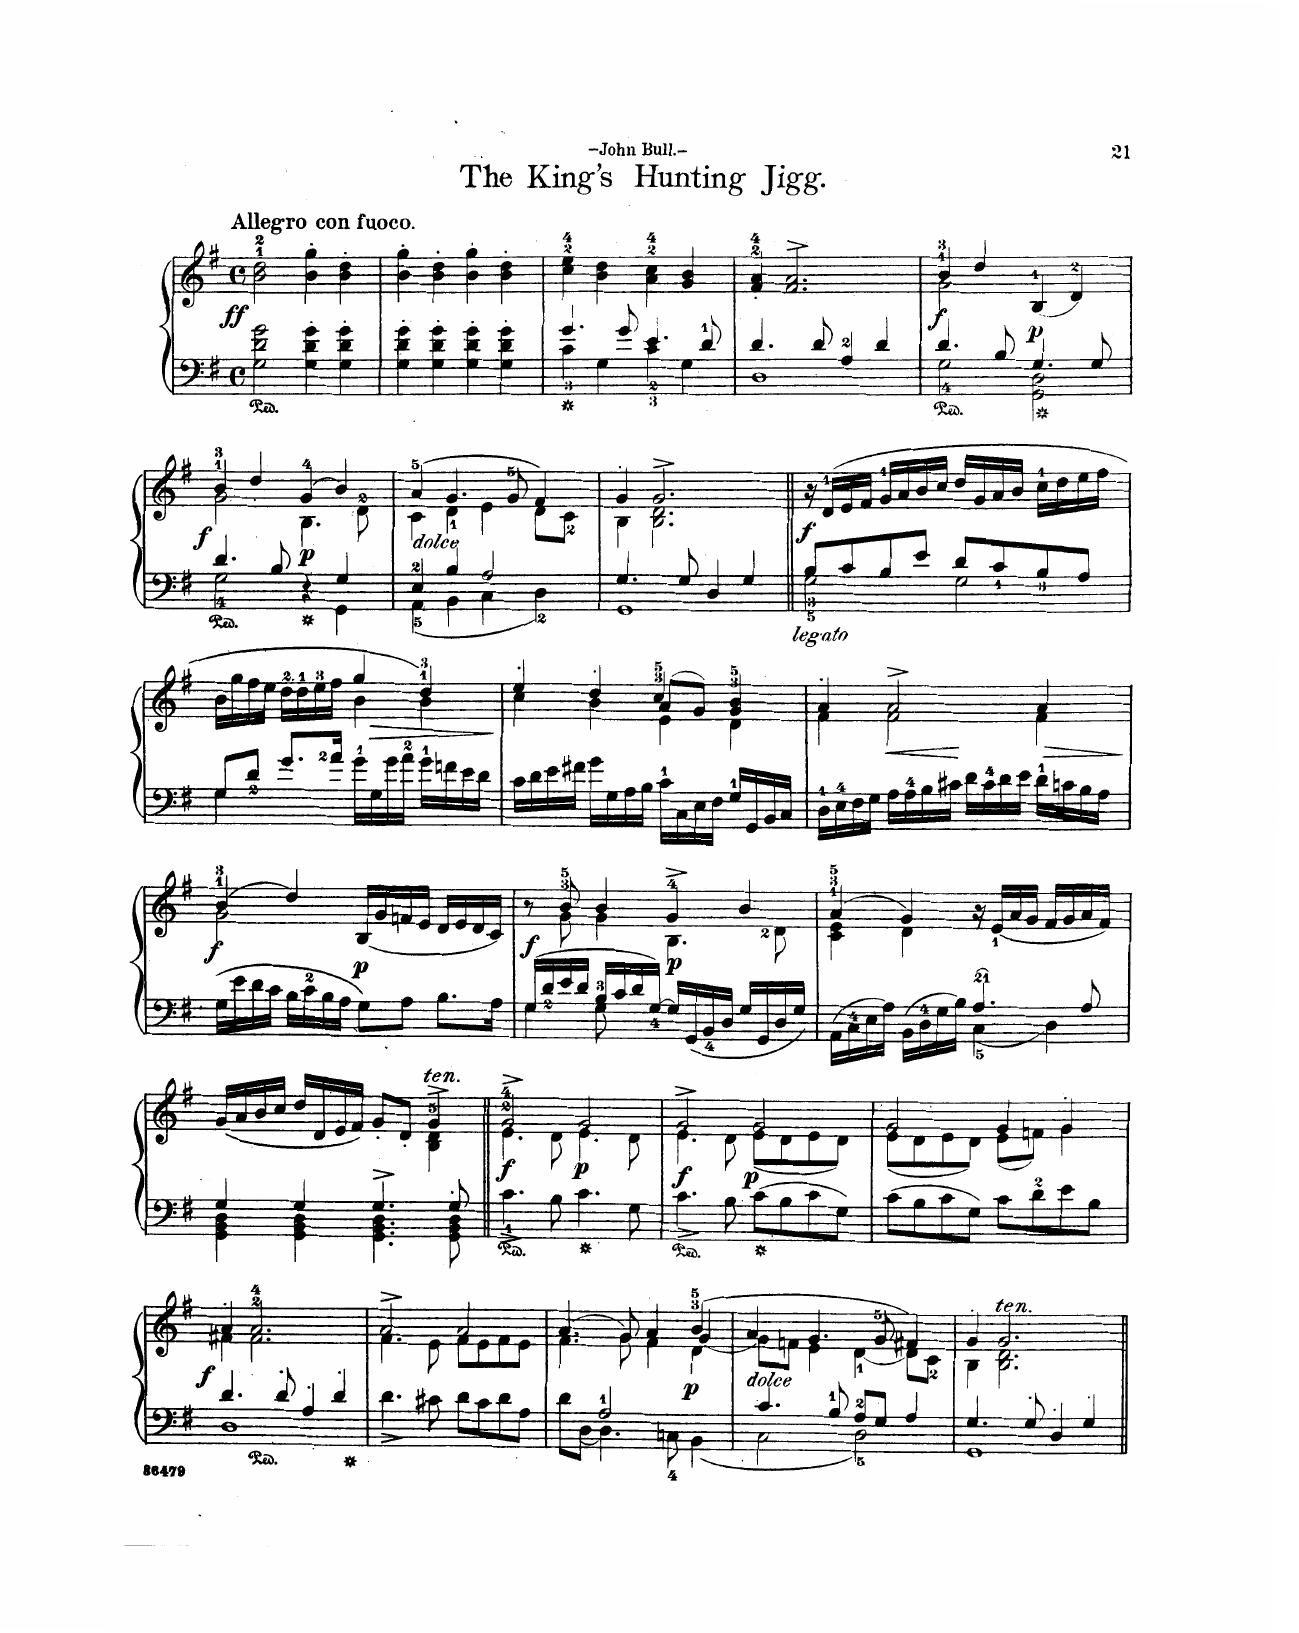 -John Bull.-
21
The King's Hunting Jigg.
Allegro con fuoco.
ff
f
p
Ped. * Ped. *
f
p
dolce
f
Ped. *
legato
f
p
f
p
ten.
f
p
f
p
Ped. * Ped. *
ten.
f
p
dolce
Ped. *
36479